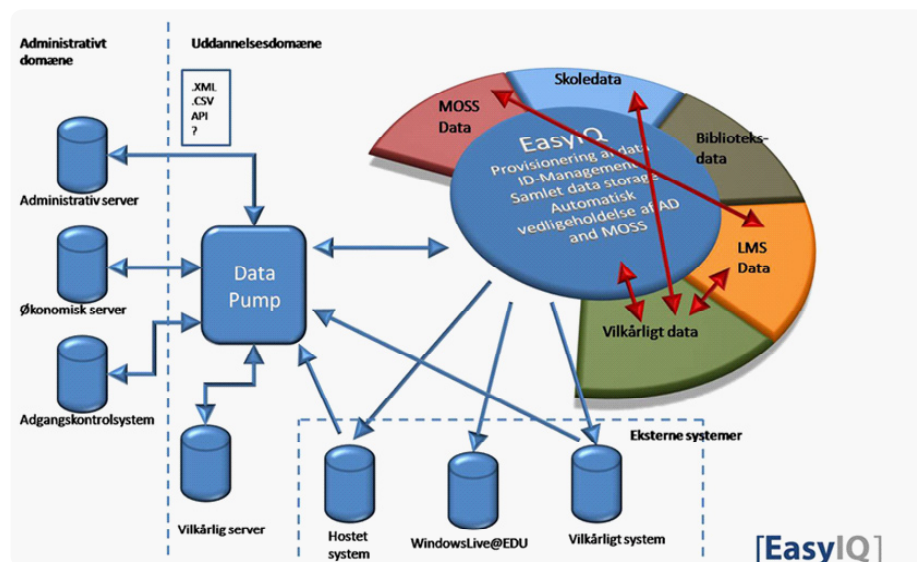 Administrativt
domæne
Uddannelsesdomæne
.XML
.CSV
API
?
Administrativ server
Økonomisk server
Adgangskontrolsystem
Data
Pump
Vilkårlig server
MOSS
Data
Skoledata
Biblioteks-
data
LMS
Data
Vilkårligt data
EasyIQ
Provisionering af data
ID-Management
Samlet data storage
Automatisk
vedligeholdelse af AD
and MOSS
Eksterne systemer
Hostet
system
WindowsLive@EDU
Vilkårligt system
[EasyIQ]